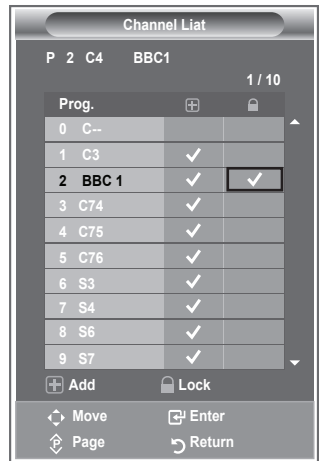 Channel Liat
P 2 C4 BBC1
1 / 10
Prog.
0 C--
1 C3
2 BBC 1
3 C74
4 C75
5 C76
6 S3
7 S4
8 S6
9 S7
Add Lock
Move Enter
P Page Return